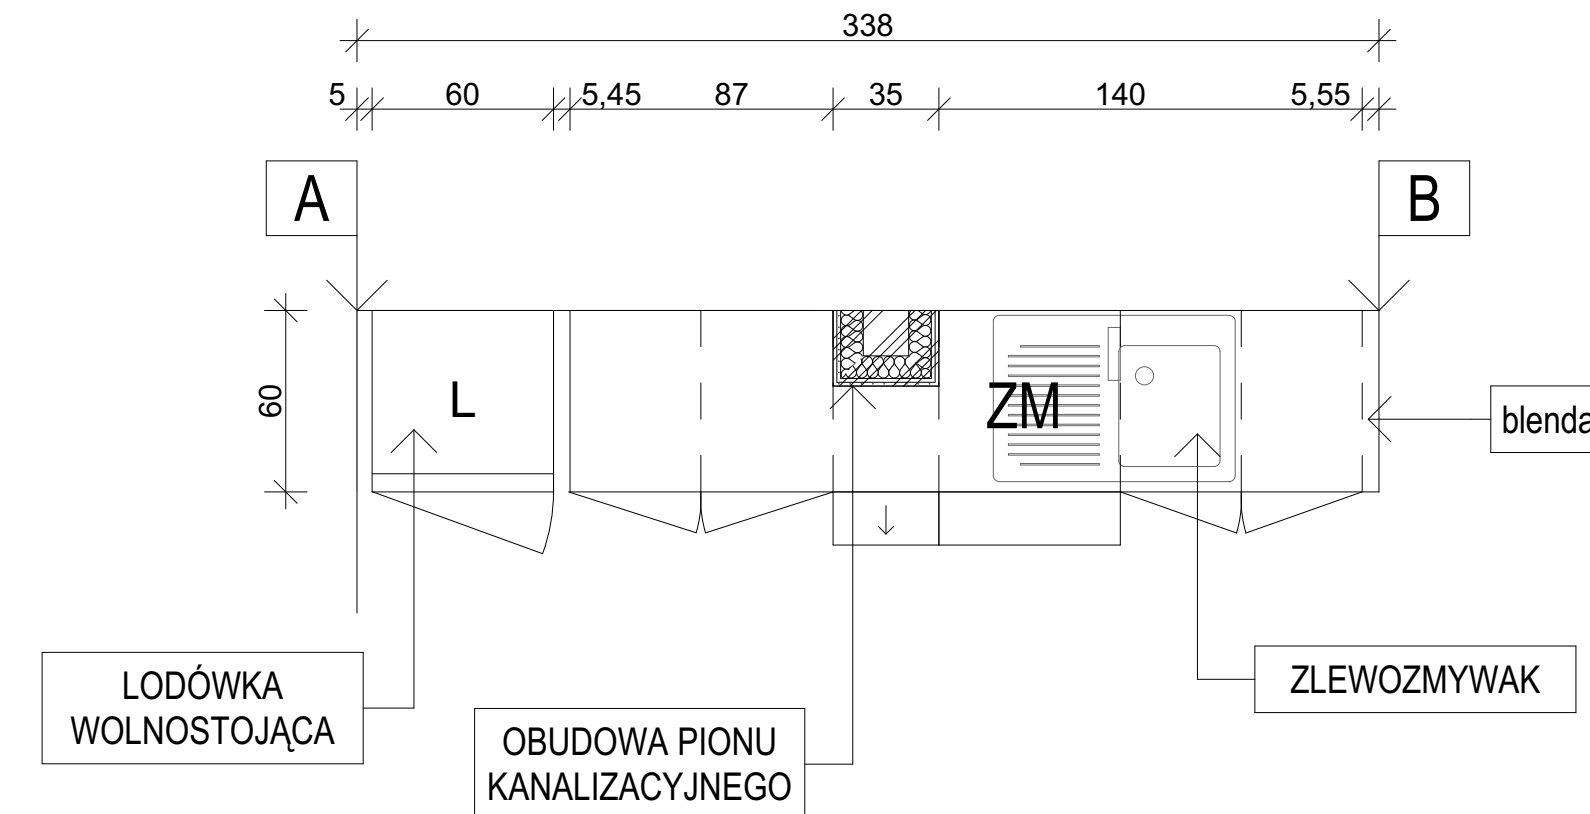 338
5 60 5,45 87 35 140 5,55
A
B
60
L
ZM
blenda
LODÓWKA
WOLNOSTOJĄCA
OBUDOWA PIONU
KANALIZACYJNEGO
ZLEWOZMYWAK